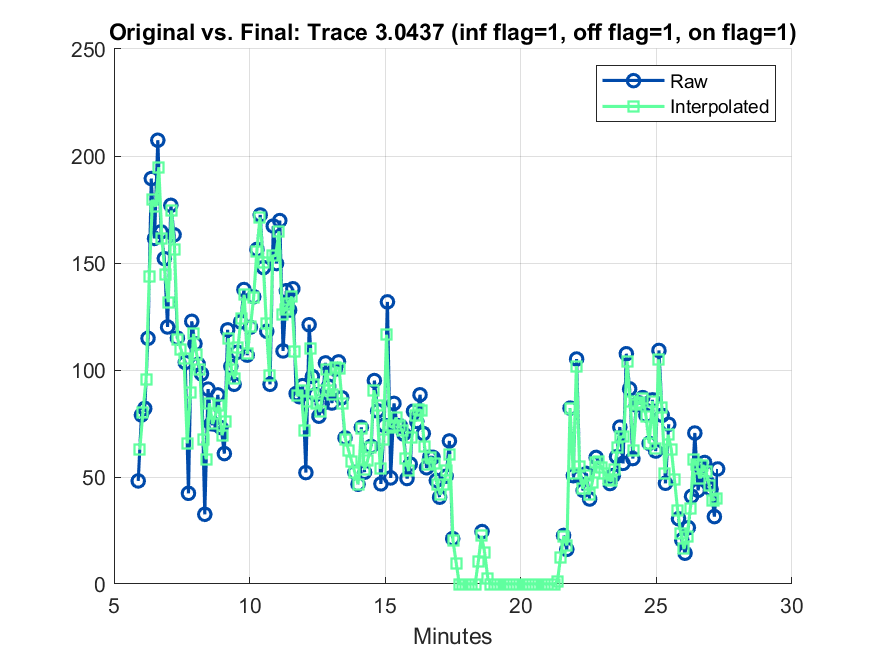 Original vs. Final: Trace 3.0437 (inf flag=1, off flag=1, on flag=1)
250
Raw
Interpolated
200
150
100
50
0
5 10 15 20 25 30
Minutes